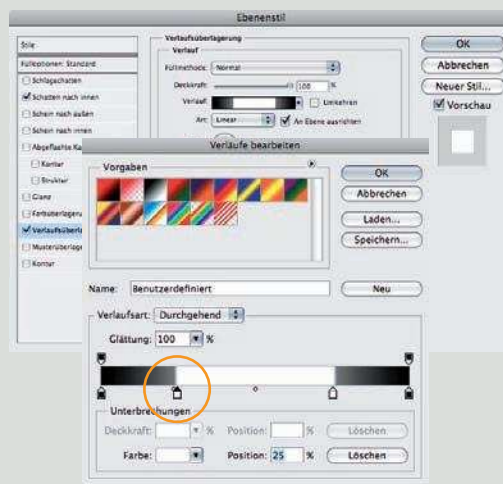 Ebenenstil
Stile
Fülloptionen: Standard
Schlagschatten
Schatten nach innen
Schein nach außen
Schein nach innen
Abgeflachte Ka
Kontur
Struktur
Glanz
Farbüberlageru
Verlaufsüberla
Musterüberlage
Kontur
Verlaufsüberlagerung
Verlauf
Füllmethode: Normal
Deckkraft: 100 %
Verlauf: Umkehren
Art: Linear An Ebene ausrichten
OK
Abbrechen
Neuer Stil...
Vorschau
Verläufe bearbeiten
Vorgaben
OK
Abbrechen
Laden...
Speichern...
Name: Benutzerdefiniert Neu
Verlaufsart: Durchgehend
Glättung: 100 %
Unterbrechungen
Deckkraft: % Position: % Löschen
Farbe: Position: 25 % Löschen